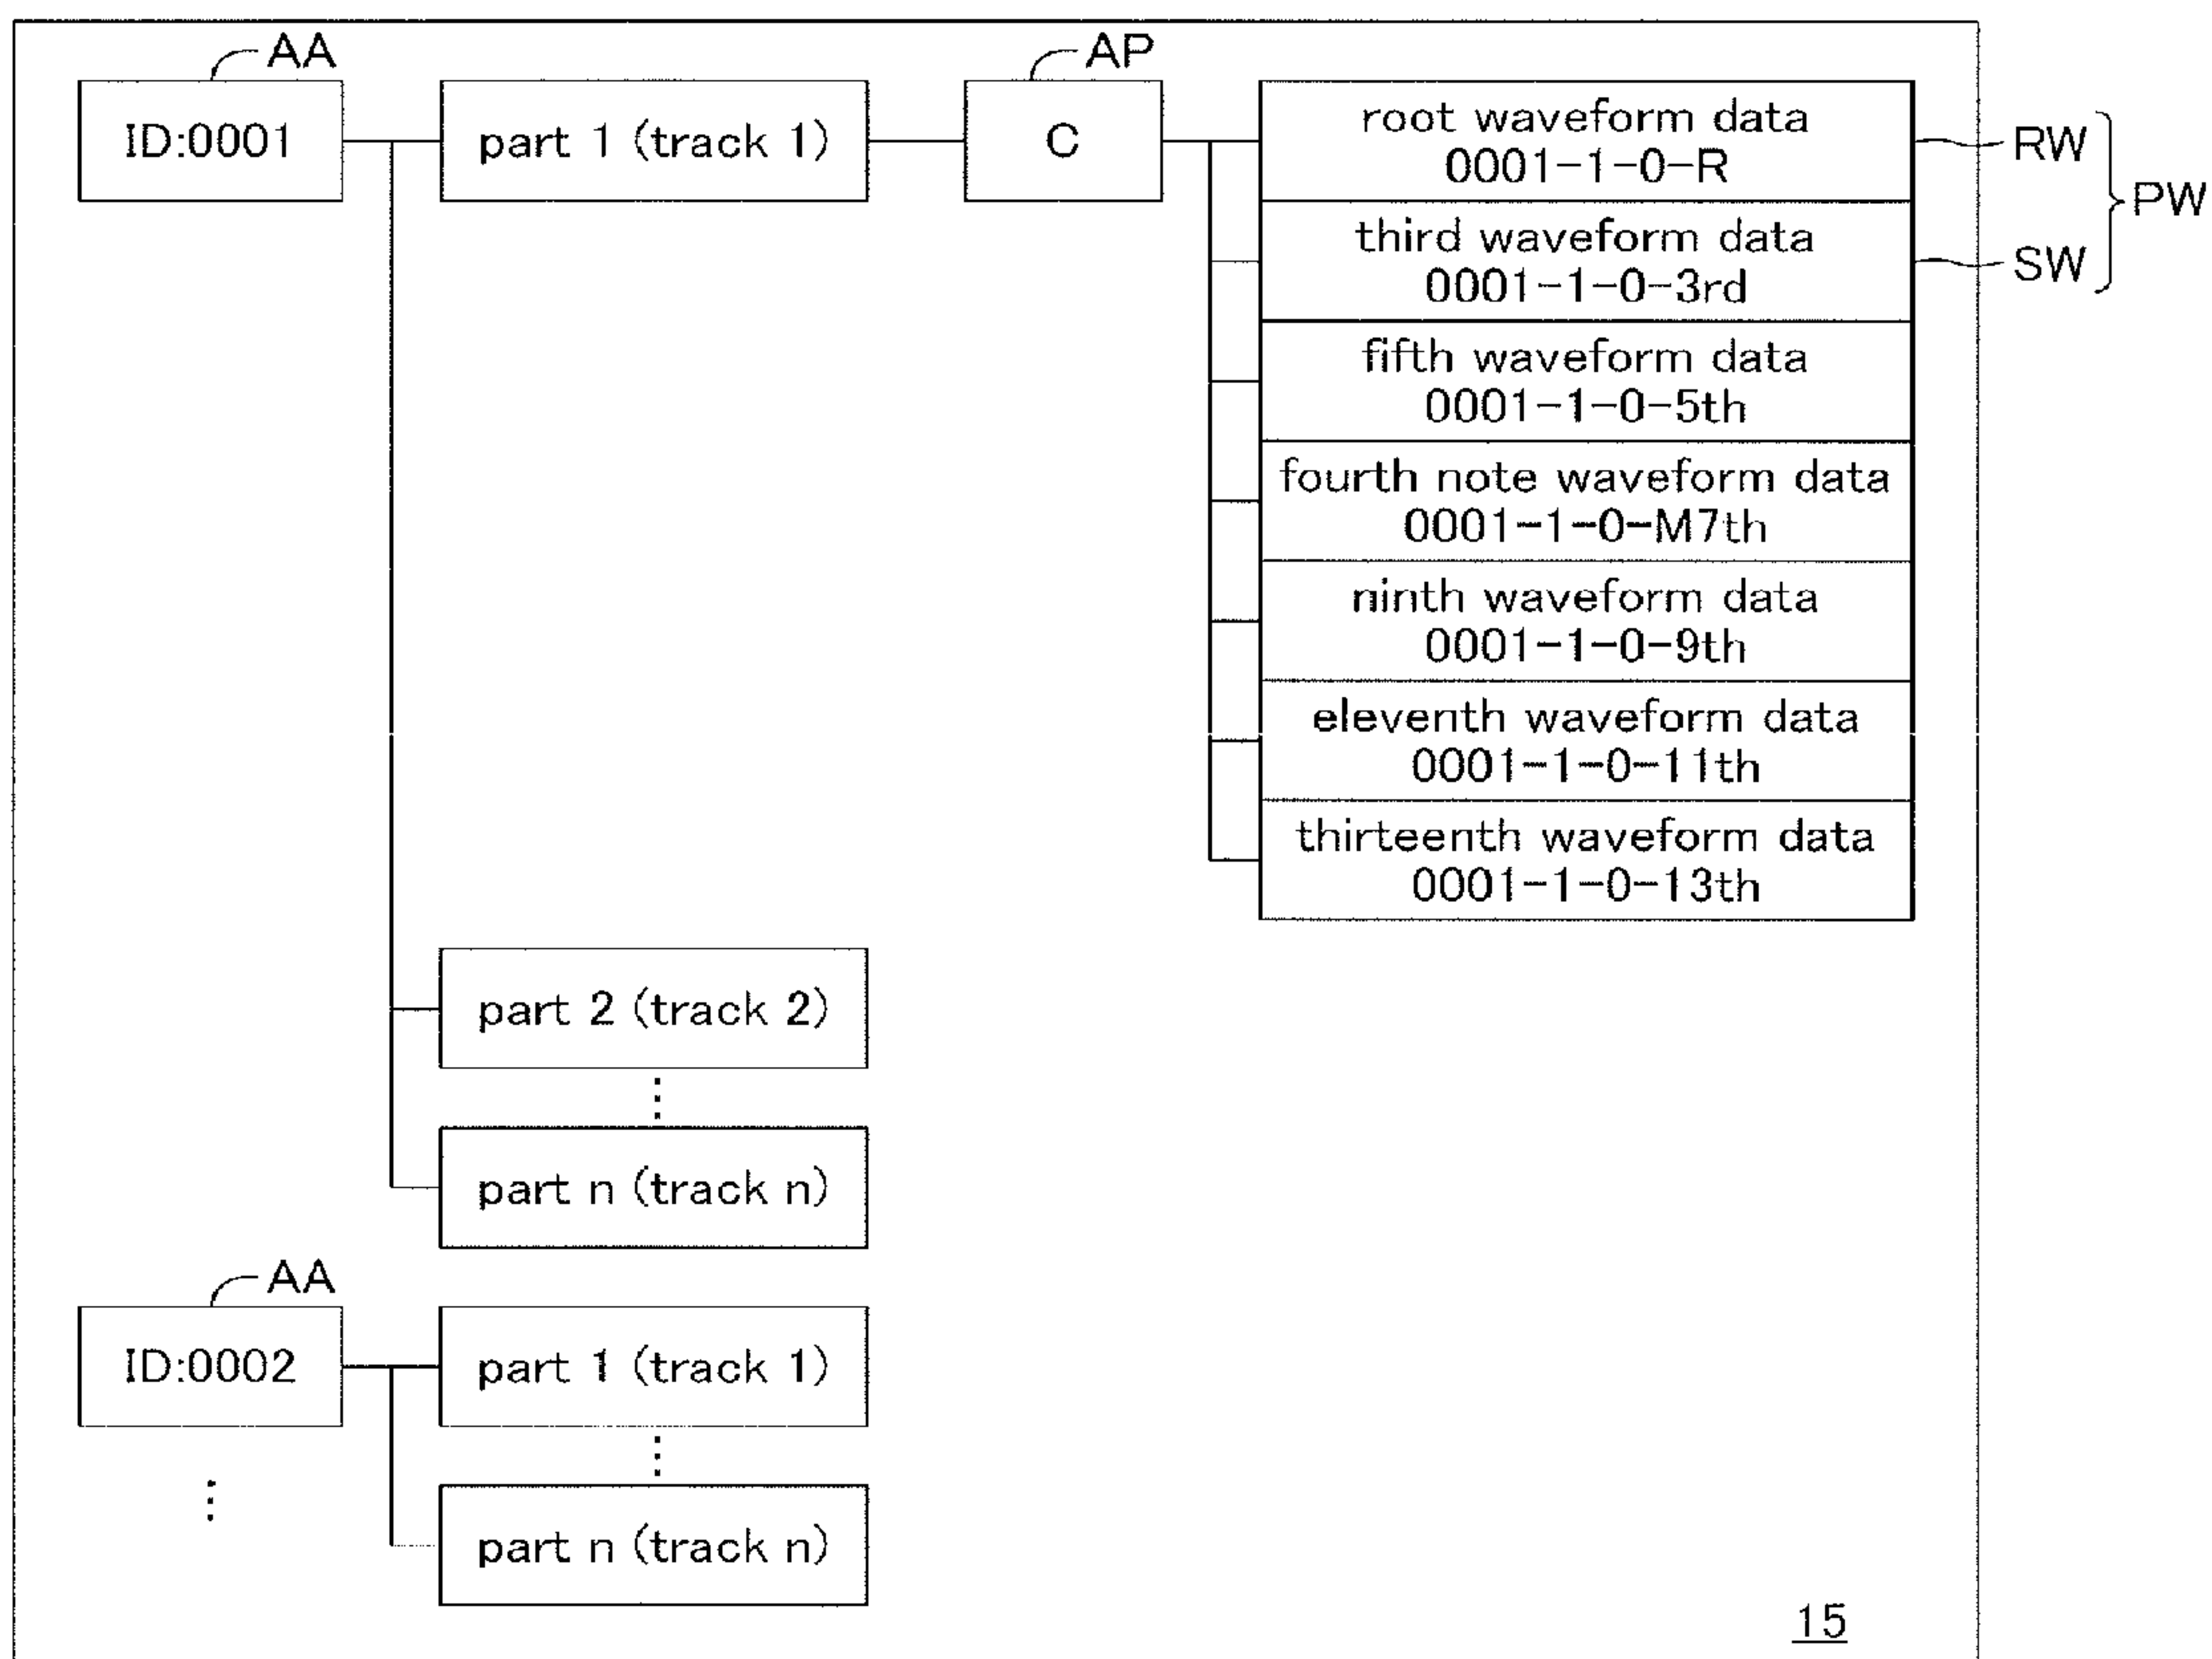 AA
AP
ID:0001
part 1 (track 1)
C
root waveform data
0001-1-0-R
RW
PW
third waveform data
0001-1-0-3rd
SW
fifth waveform data
0001-1-0-5th
fourth note waveform data
0001-1-0-M7th
ninth waveform data
0001-1-0-9th
eleventh waveform data
0001-1-0-11th
thirteenth waveform data
0001-1-0-13th
part 2 (track 2)
part n (track n)
AA
ID:0002
part 1 (track 1)
part n (track n)
15